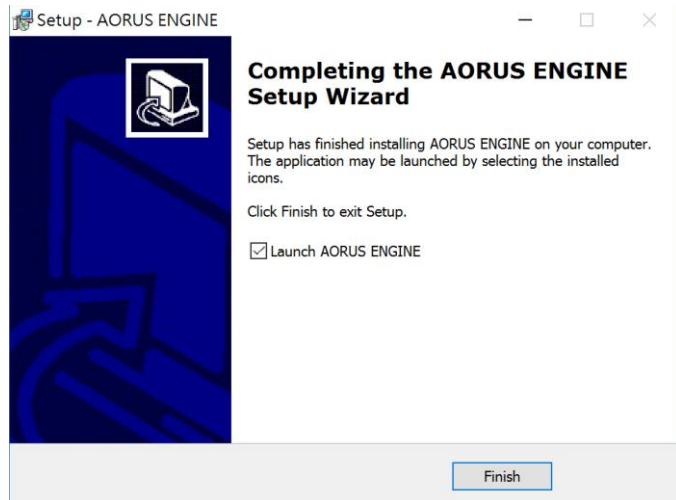 Setup - AORUS ENGINE
Completing the AORUS ENGINE
Setup Wizard
Setup has finished installing AORUS ENGINE on your computer.
The application may be launched by selecting the installed
icons.
Click Finish to exit Setup.
Launch AORUS ENGINE
Finish